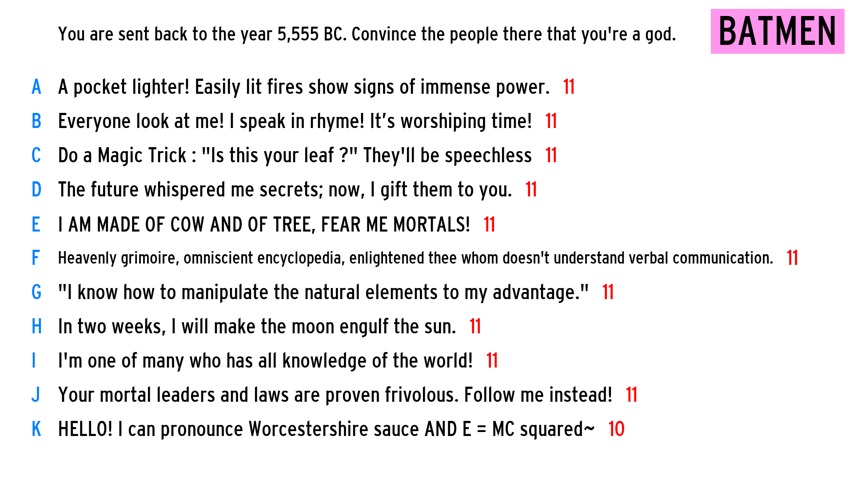 You are sent back to the year 5,555 BC. Convince the people there that you're a god. BATMEN
A A pocket lighter! Easily lit fires show signs of immense power. 11
B Everyone look at me! I speak in rhyme! It’s worshiping time! 11
C Do a Magic Trick : "Is this your leaf ?" They'll be speechless 11
D The future whispered me secrets; now, I gift them to you. 11
E I AM MADE OF COW AND OF TREE, FEAR ME MORTALS! 11
F Heavenly grimoire, omniscient encyclopedia, enlightened thee whom doesn't understand verbal communication. 11
G "I know how to manipulate the natural elements to my advantage." 11
H In two weeks, I will make the moon engulf the sun. 11
I I'm one of many who has all knowledge of the world! 11
J Your mortal leaders and laws are proven frivolous. Follow me instead! 11
K HELLO! I can pronounce Worcestershire sauce AND E = MC squared~ 10